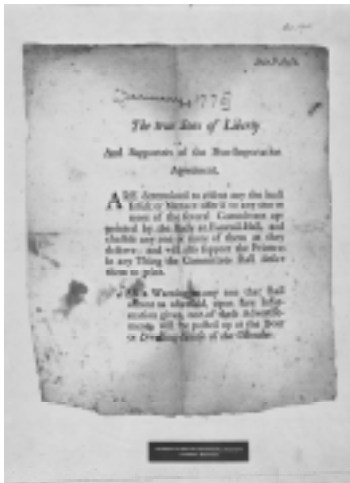 The true Sons of Liberty
And Supporters of the Non-Importation
Agreement,
ARE determined to resent any the least
Insult or Menace offer'd to any one or
more of the several Committees ap-
pointed by the Body at Faneuil-Hall, and
chastise any one or more of them as they
deserve; and will also support the Printers
in any Thing the Committees shall desire
them to print.
As a Warning to any one that shall
affront as aforesaid, upon sure Infor-
mation given, one of these Advertise-
ments will be posted up at the Door
or Dwelling-House of the Offender.